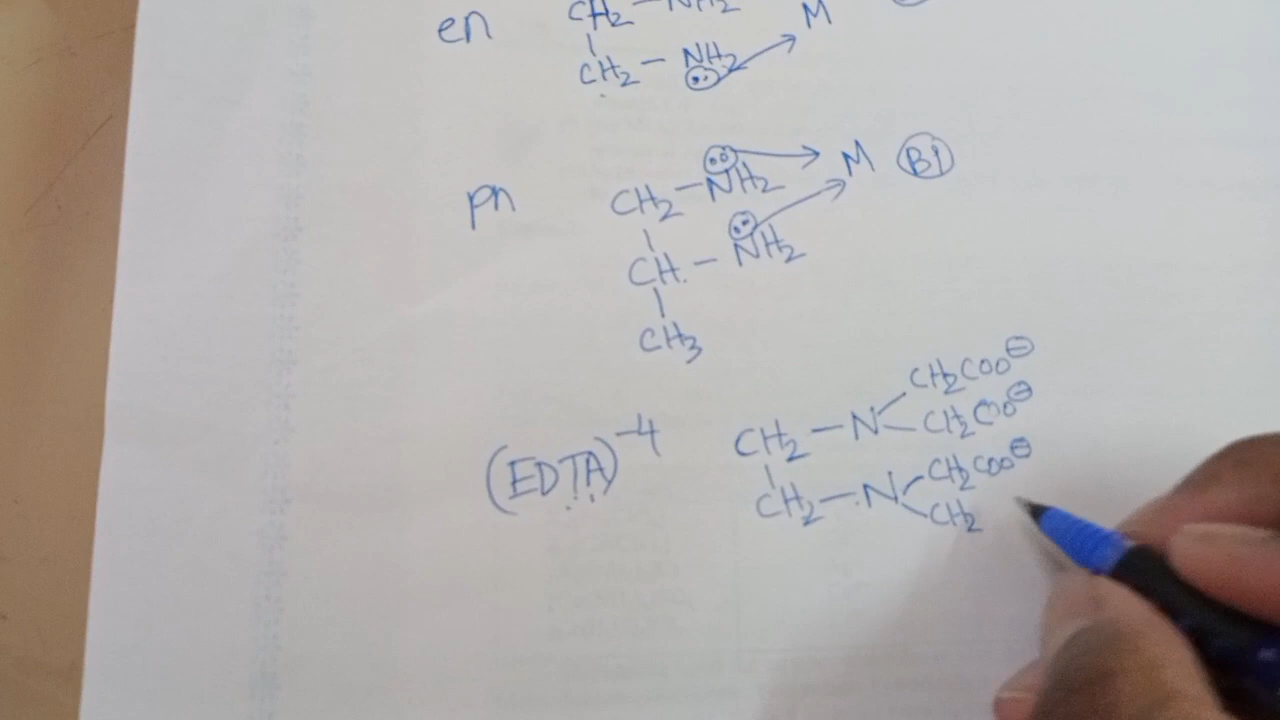 CH2 — NH2
en
M
CH2 — NH2
pn
CH2 — NH2
M
Bi
CH — NH2
CH3
(EDTA)-4
CH2 — N
CH2COO⊖
CH2COO⊖
CH2 — N
CH2COO⊖
CH2